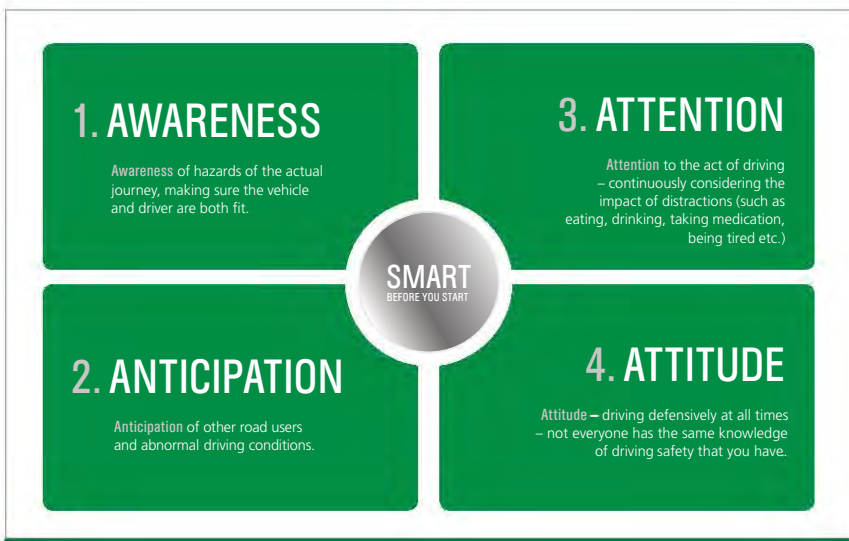 1. AWARENESS
Awareness of hazards of the actual
journey, making sure the vehicle
and driver are both fit.
2. ANTICIPATION
Anticipation of other road users
and abnormal driving conditions.
SMART
BEFORE YOU START
3. ATTENTION
Attention to the act of driving
– continuously considering the
impact of distractions (such as
eating, drinking, taking medication,
being tired etc.)
4. ATTITUDE
Attitude – driving defensively at all times
– not everyone has the same knowledge
of driving safety that you have.